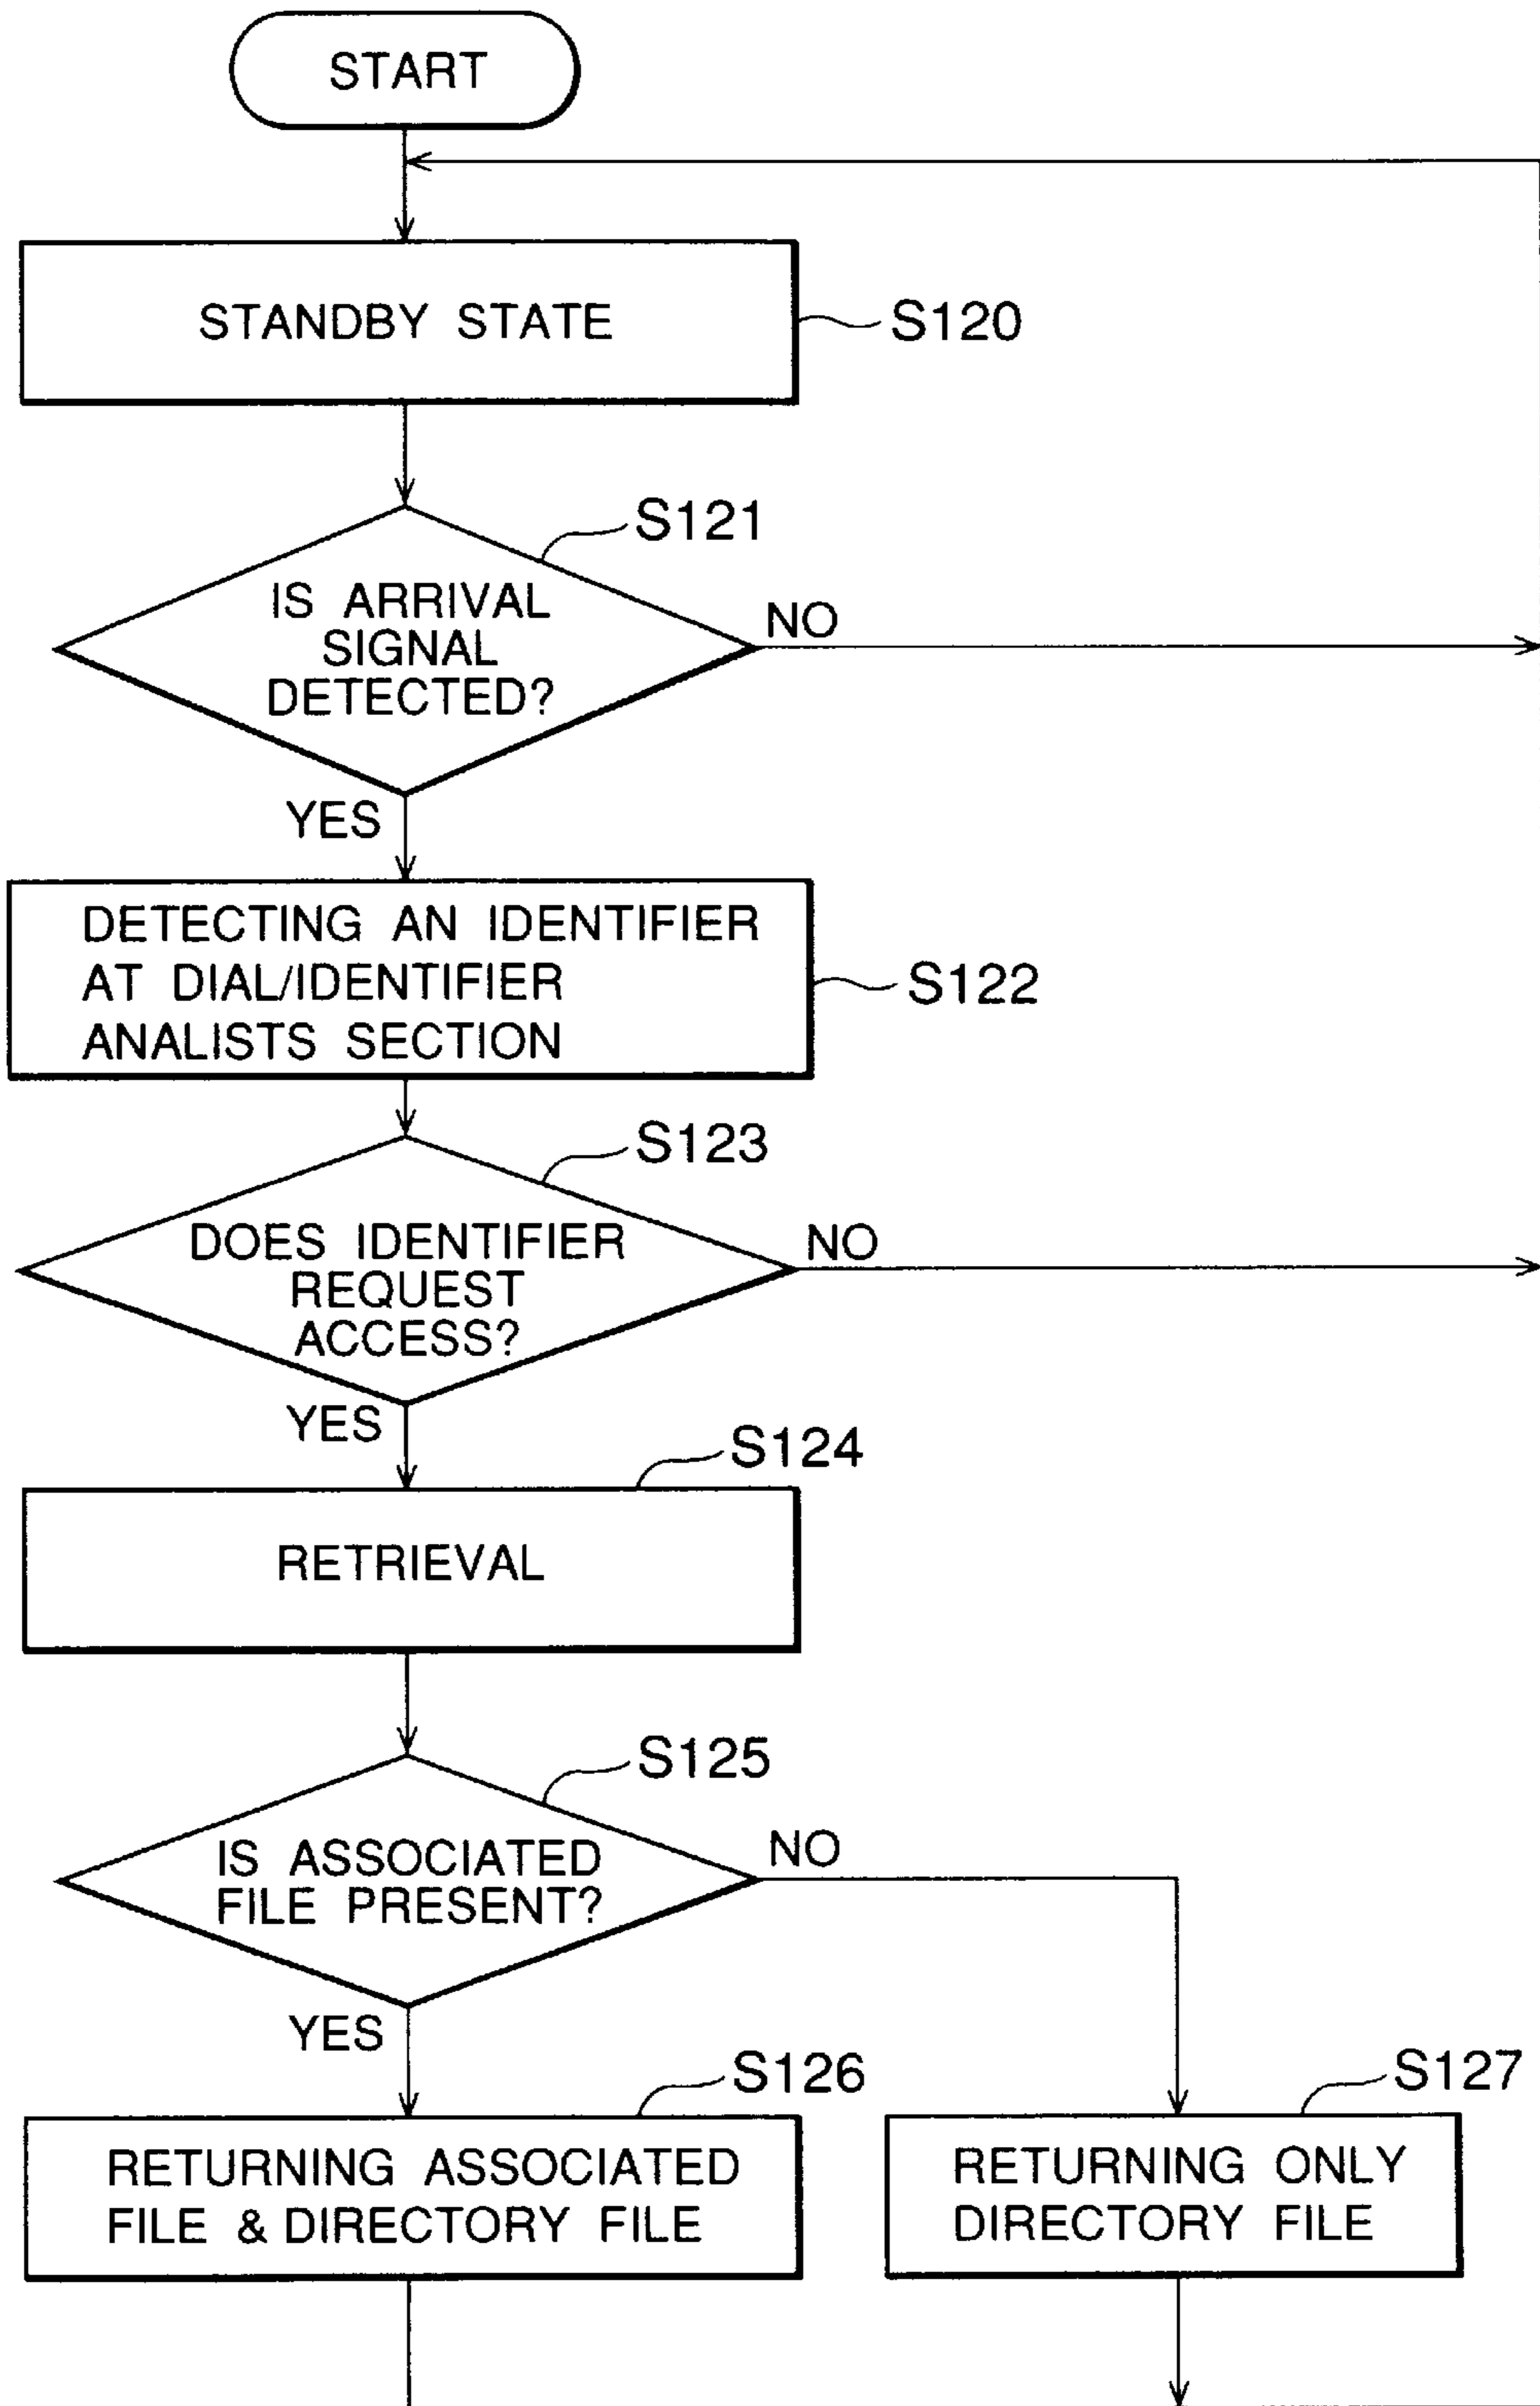 START
STANDBY STATE
S120
S121
IS ARRIVAL
SIGNAL
DETECTED?
NO
YES
DETECTING AN IDENTIFIER
AT DIAL/IDENTIFIER
ANALISTS SECTION
S122
S123
DOES IDENTIFIER
REQUEST
ACCESS?
NO
YES
S124
RETRIEVAL
S125
IS ASSOCIATED
FILE PRESENT?
NO
YES
S126
RETURNING ASSOCIATED
FILE & DIRECTORY FILE
S127
RETURNING ONLY
DIRECTORY FILE